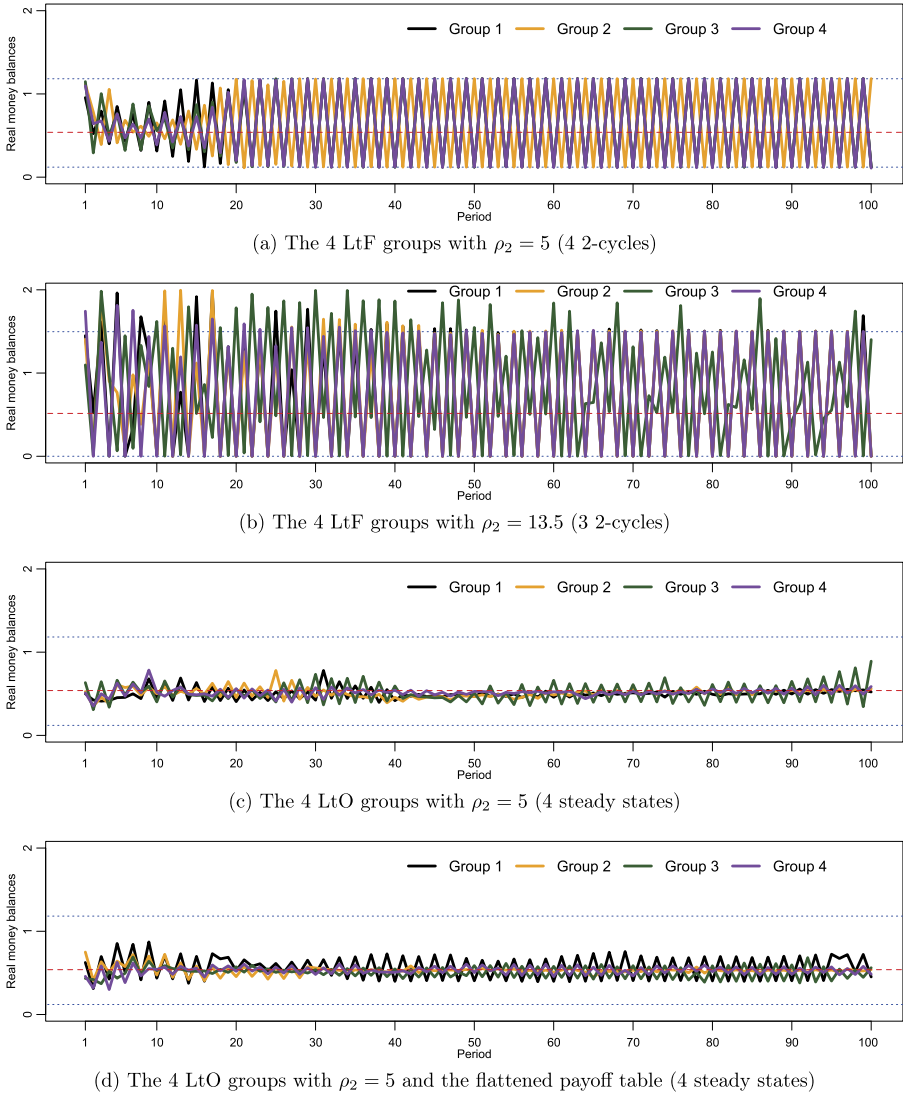 2
1
0
Real money balances
Group 1 Group 2 Group 3 Group 4
1 10 20 30 40 50 60 70 80 90 100
Period
(a) The 4 LtF groups with ρ₂ = 5 (4 2-cycles)
2
1
0
Real money balances
Group 1 Group 2 Group 3 Group 4
1 10 20 30 40 50 60 70 80 90 100
Period
(b) The 4 LtF groups with ρ₂ = 13.5 (3 2-cycles)
2
1
0
Real money balances
Group 1 Group 2 Group 3 Group 4
1 10 20 30 40 50 60 70 80 90 100
Period
(c) The 4 LtO groups with ρ₂ = 5 (4 steady states)
2
1
0
Real money balances
Group 1 Group 2 Group 3 Group 4
1 10 20 30 40 50 60 70 80 90 100
Period
(d) The 4 LtO groups with ρ₂ = 5 and the flattened payoff table (4 steady states)